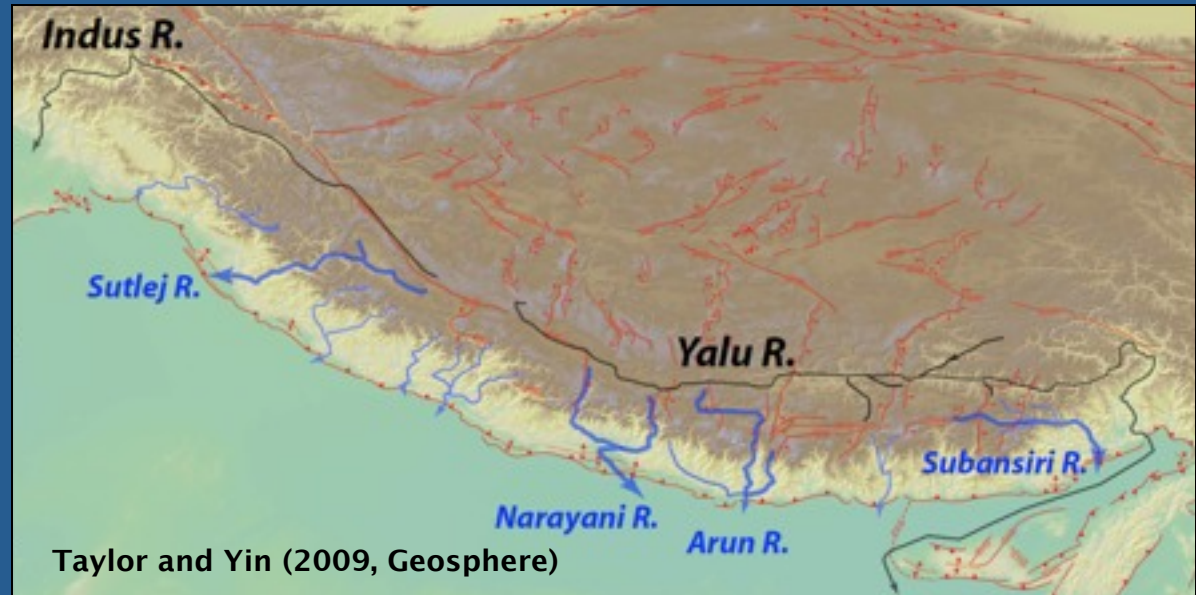 Indus R.
Sutlej R.
Yalu R.
Subansiri R.
Narayani R.
Arun R.
Taylor and Yin (2009, Geosphere)